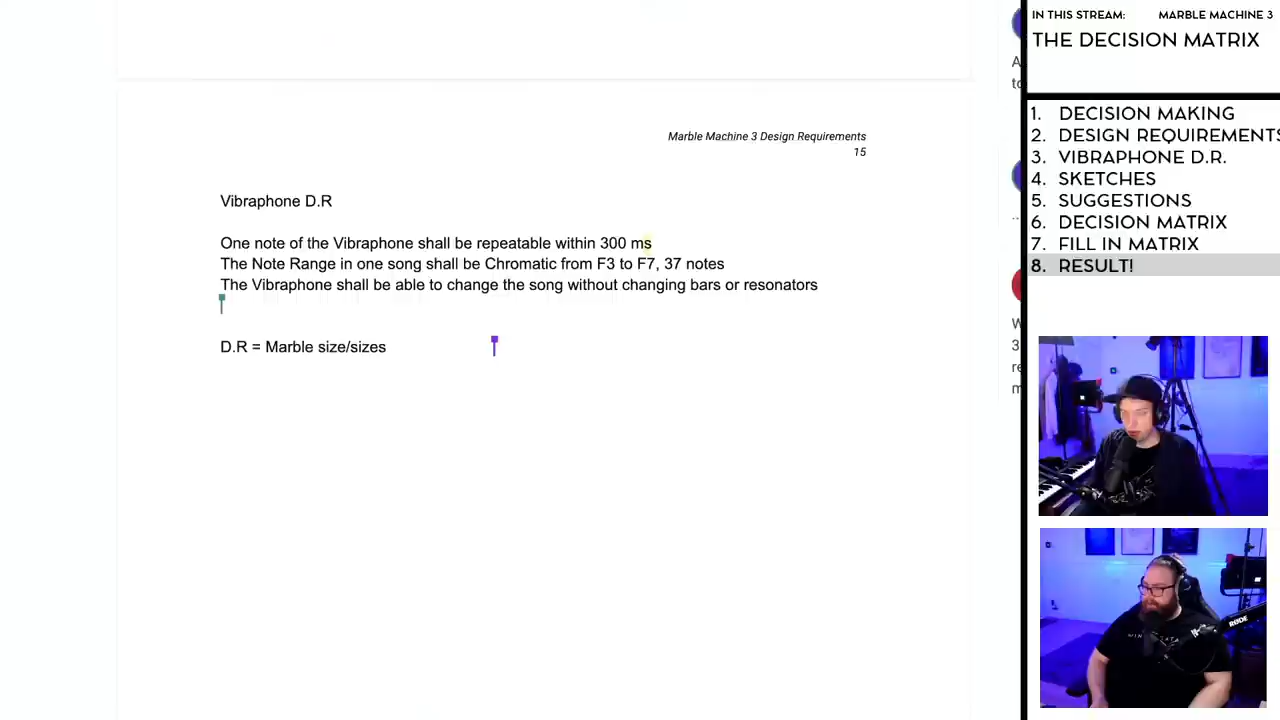 Marble Machine 3 Design Requirements
15
Vibraphone D.R
One note of the Vibraphone shall be repeatable within 300 ms
The Note Range in one song shall be Chromatic from F3 to F7, 37 notes
The Vibraphone shall be able to change the song without changing bars or resonators
D.R = Marble size/sizes
IN THIS STREAM: MARBLE MACHINE 3
THE DECISION MATRIX
1. DECISION MAKING
2. DESIGN REQUIREMENTS
3. VIBRAPHONE D.R.
4. SKETCHES
5. SUGGESTIONS
6. DECISION MATRIX
7. FILL IN MATRIX
8. RESULT!
RØDE